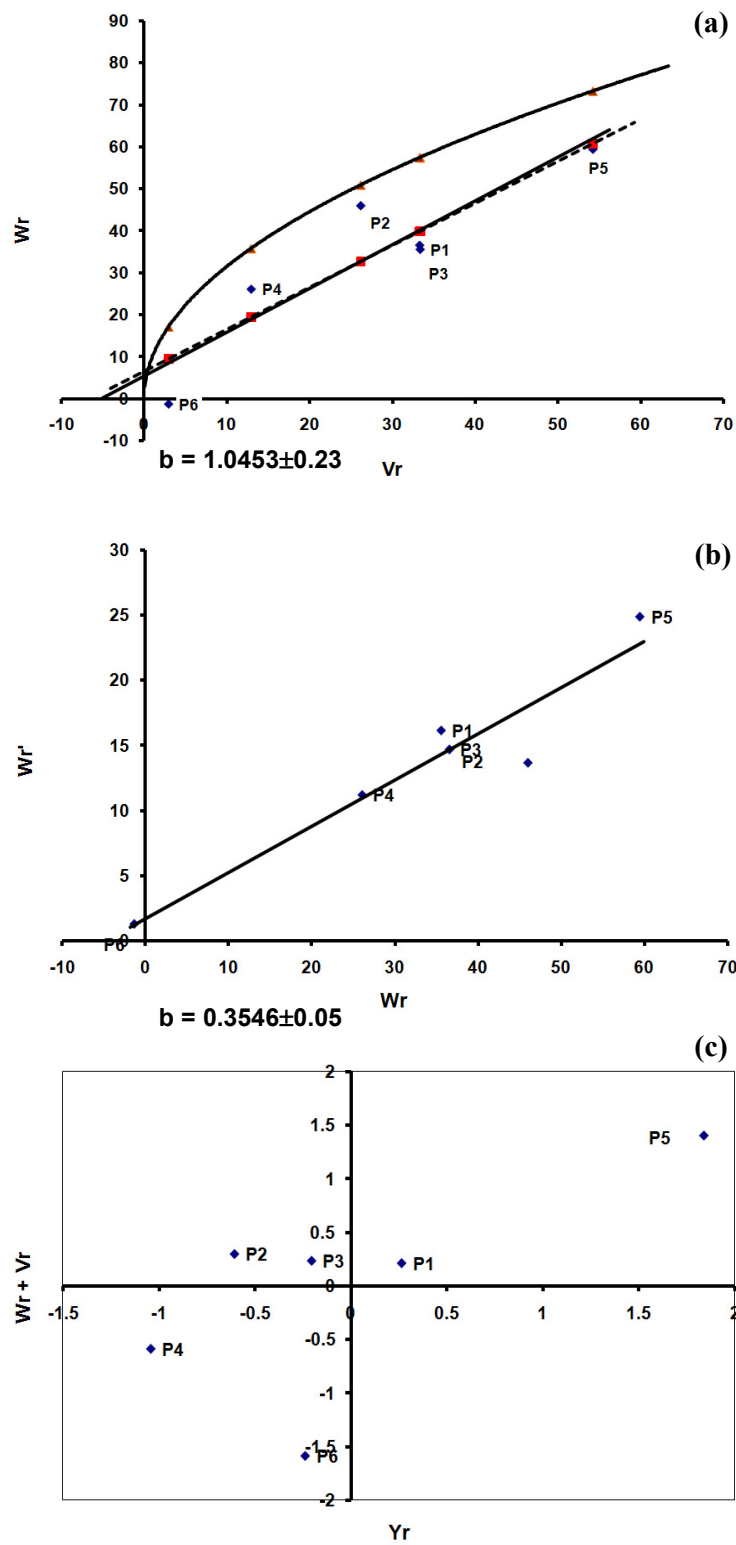 (a)
90
80
70
60
50
40
30
20
10
0
-10
Wr
P5
P2
P1
P3
P4
P6
-10 0 10 20 30 40 50 60 70
b = 1.0453±0.23
Vr
(b)
30
25
20
15
10
5
0
Wr'
P5
P1
P3
P2
P4
P6
-10 0 10 20 30 40 50 60 70
Wr
b = 0.3546±0.05
(c)
2
1.5
1
0.5
0
-0.5
-1
-1.5
-2
Wr + Vr
P5
P2 P3 P1
-1.5 -1 -0.5 0 0.5 1 1.5 2
P4
P6
Yr